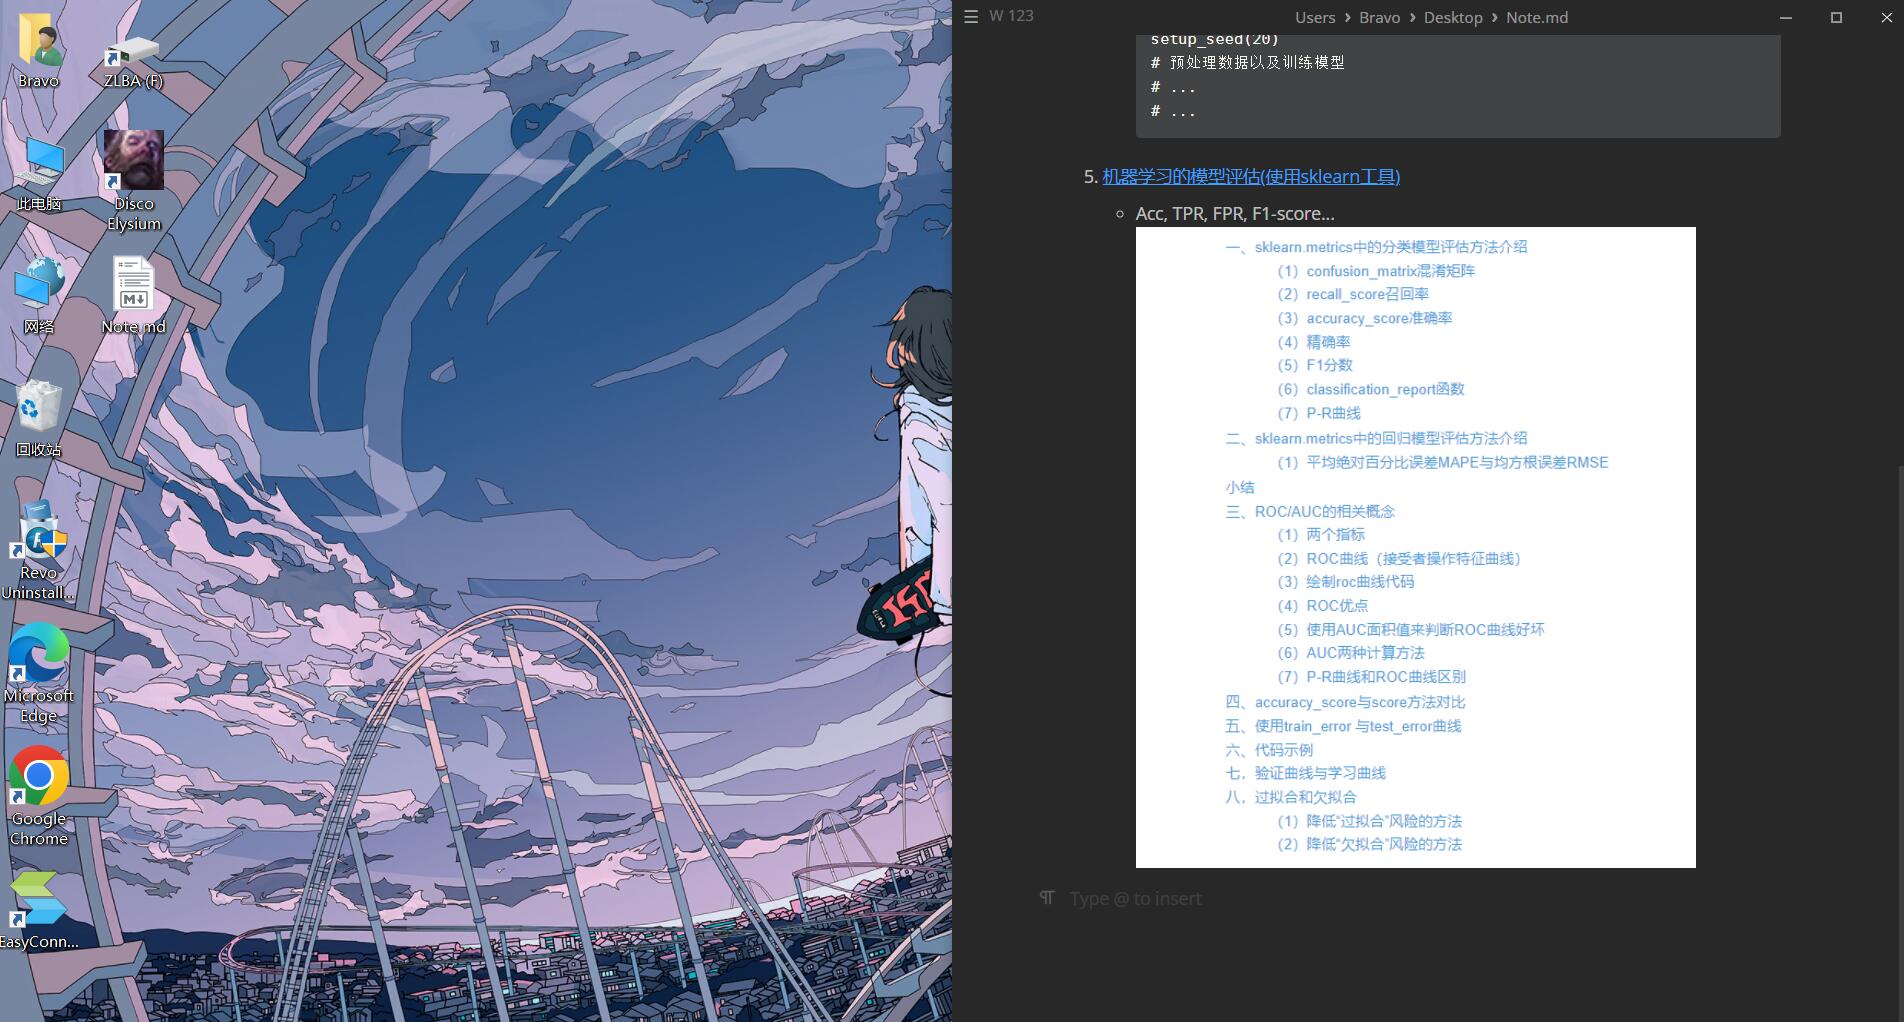 Bravo
ZLBA (F)
此电脑
Disco
Elysium
网络
Note.md
回收站
Revo
Uninstall...
Microsoft
Edge
Google
Chrome
EasyConn...
W 123
Users › Bravo › Desktop › Note.md
setup_seed(20)
# 预处理数据以及训练模型
# ...
# ...
5. 机器学习的模型评估(使用sklearn工具)
Acc, TPR, FPR, F1-score...
一、sklearn.metrics中的分类模型评估方法介绍
（1）confusion_matrix混淆矩阵
（2）recall_score召回率
（3）accuracy_score准确率
（4）精确率
（5）F1分数
（6）classification_report函数
（7）P-R曲线
二、sklearn.metrics中的回归模型评估方法介绍
（1）平均绝对百分比误差MAPE与均方根误差RMSE
小结
三、ROC/AUC的相关概念
（1）两个指标
（2）ROC曲线（接受者操作特征曲线）
（3）绘制roc曲线代码
（4）ROC优点
（5）使用AUC面积值来判断ROC曲线好坏
（6）AUC两种计算方法
（7）P-R曲线和ROC曲线区别
四、accuracy_score与score方法对比
五、使用train_error 与test_error曲线
六、代码示例
七，验证曲线与学习曲线
八，过拟合和欠拟合
（1）降低“过拟合”风险的方法
（2）降低“欠拟合”风险的方法
Type @ to insert